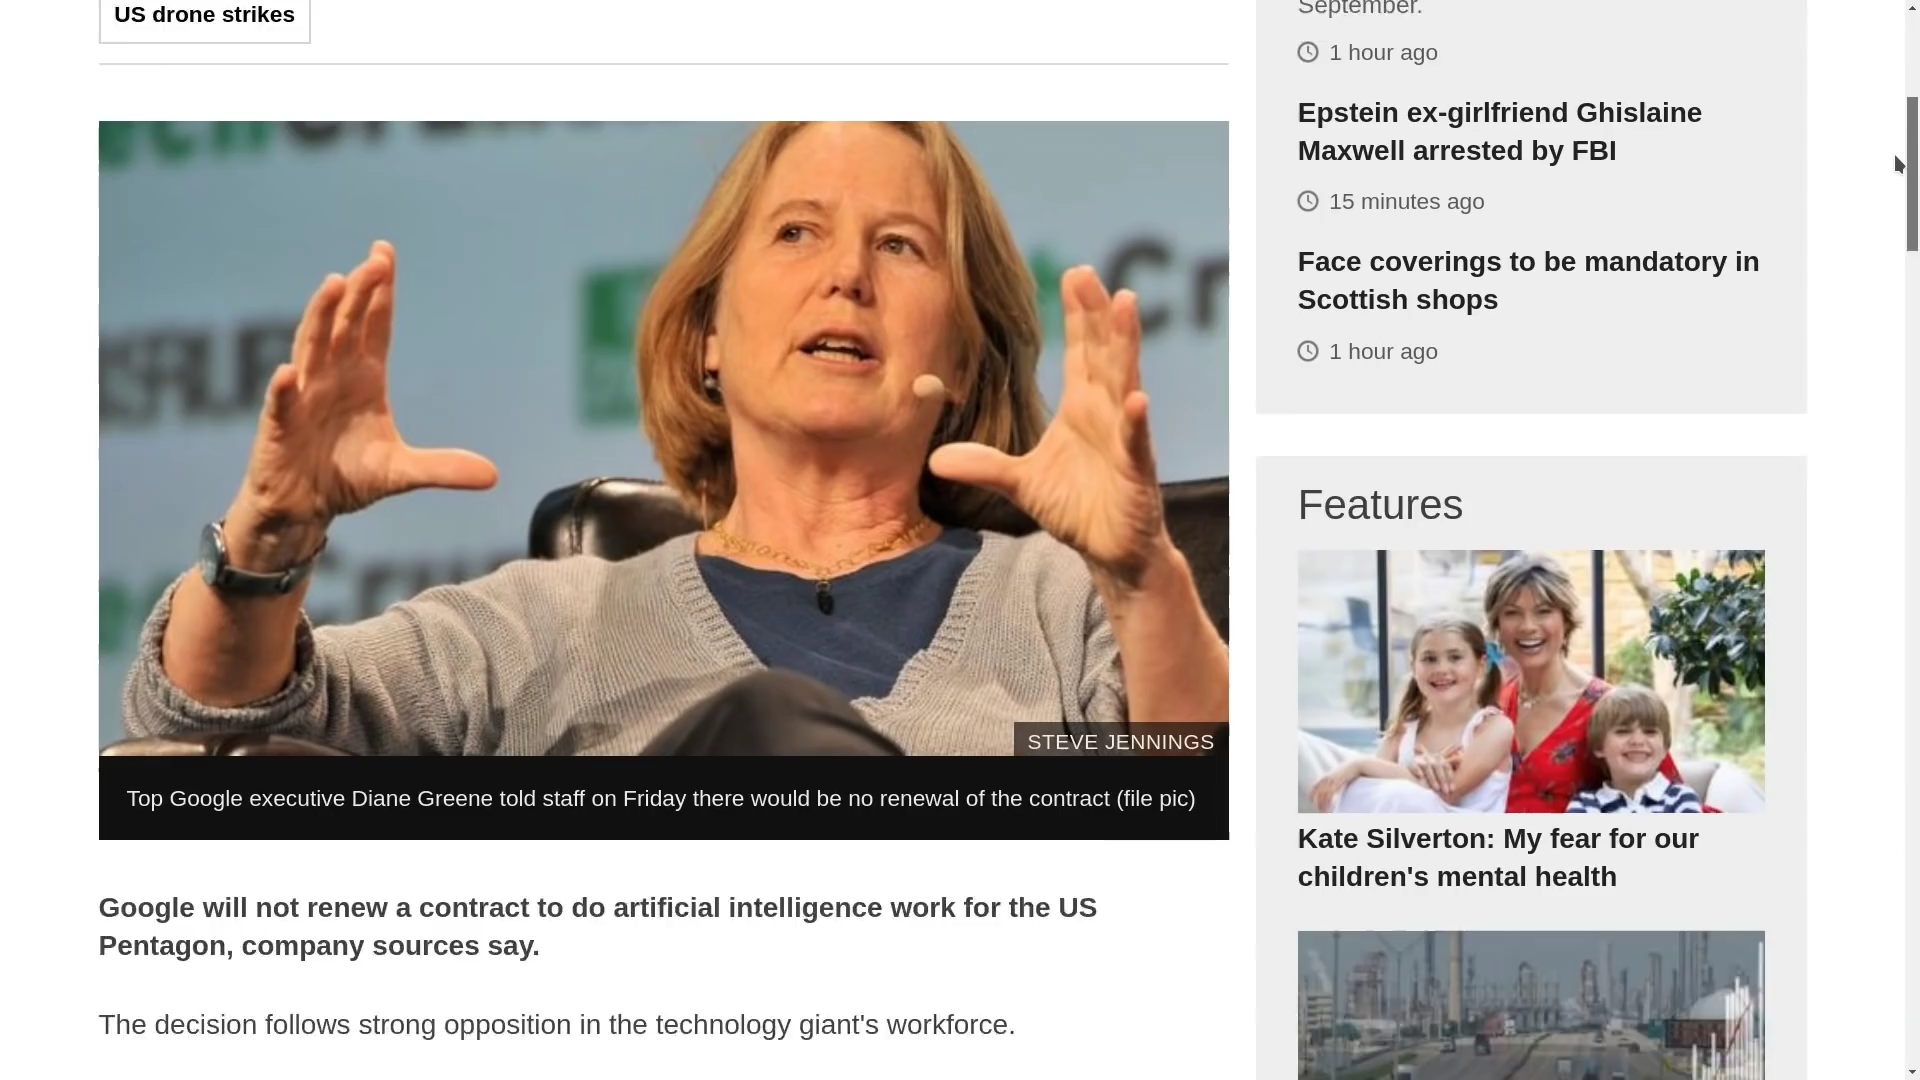 US drone strikes
STEVE JENNINGS
Top Google executive Diane Greene told staff on Friday there would be no renewal of the contract (file pic)
Google will not renew a contract to do artificial intelligence work for the US
Pentagon, company sources say.
The decision follows strong opposition in the technology giant's workforce.
September.
1 hour ago
Epstein ex-girlfriend Ghislaine
Maxwell arrested by FBI
15 minutes ago
Face coverings to be mandatory in
Scottish shops
1 hour ago
Features
Kate Silverton: My fear for our
children's mental health